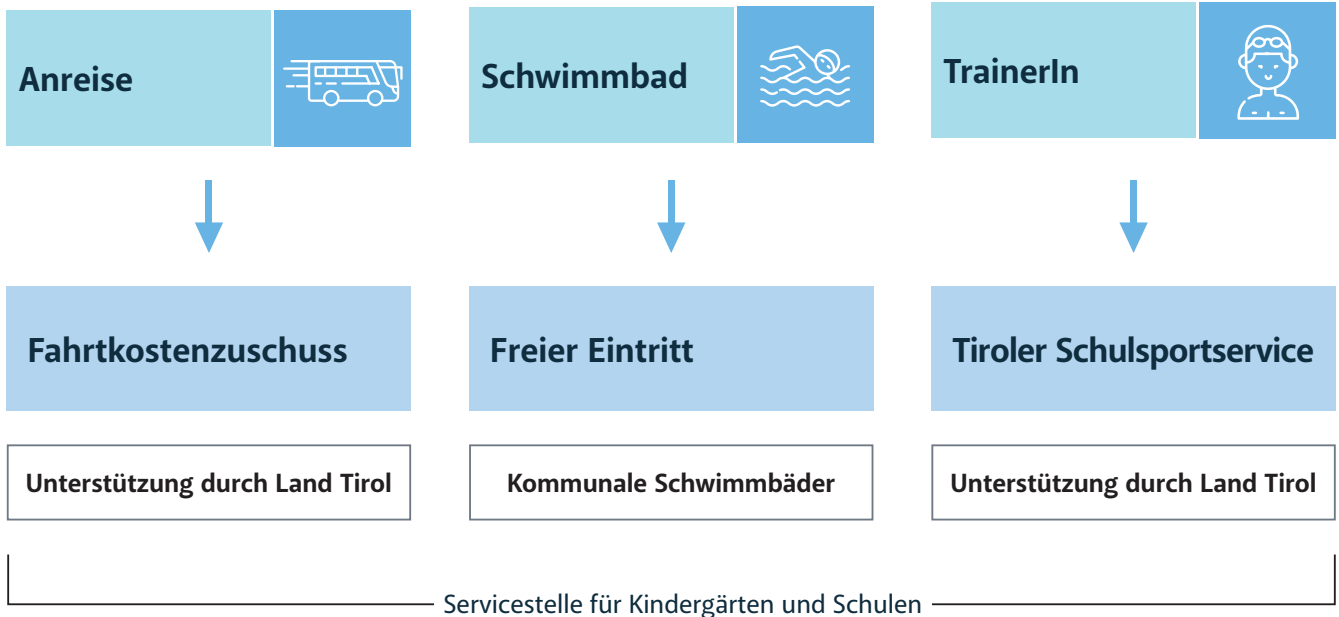 Anreise
Schwimmbad
TrainerIn
Fahrtkostenzuschuss
Freier Eintritt
Tiroler Schulsportservice
Unterstützung durch Land Tirol
Kommunale Schwimmbäder
Unterstützung durch Land Tirol
Servicestelle für Kindergärten und Schulen